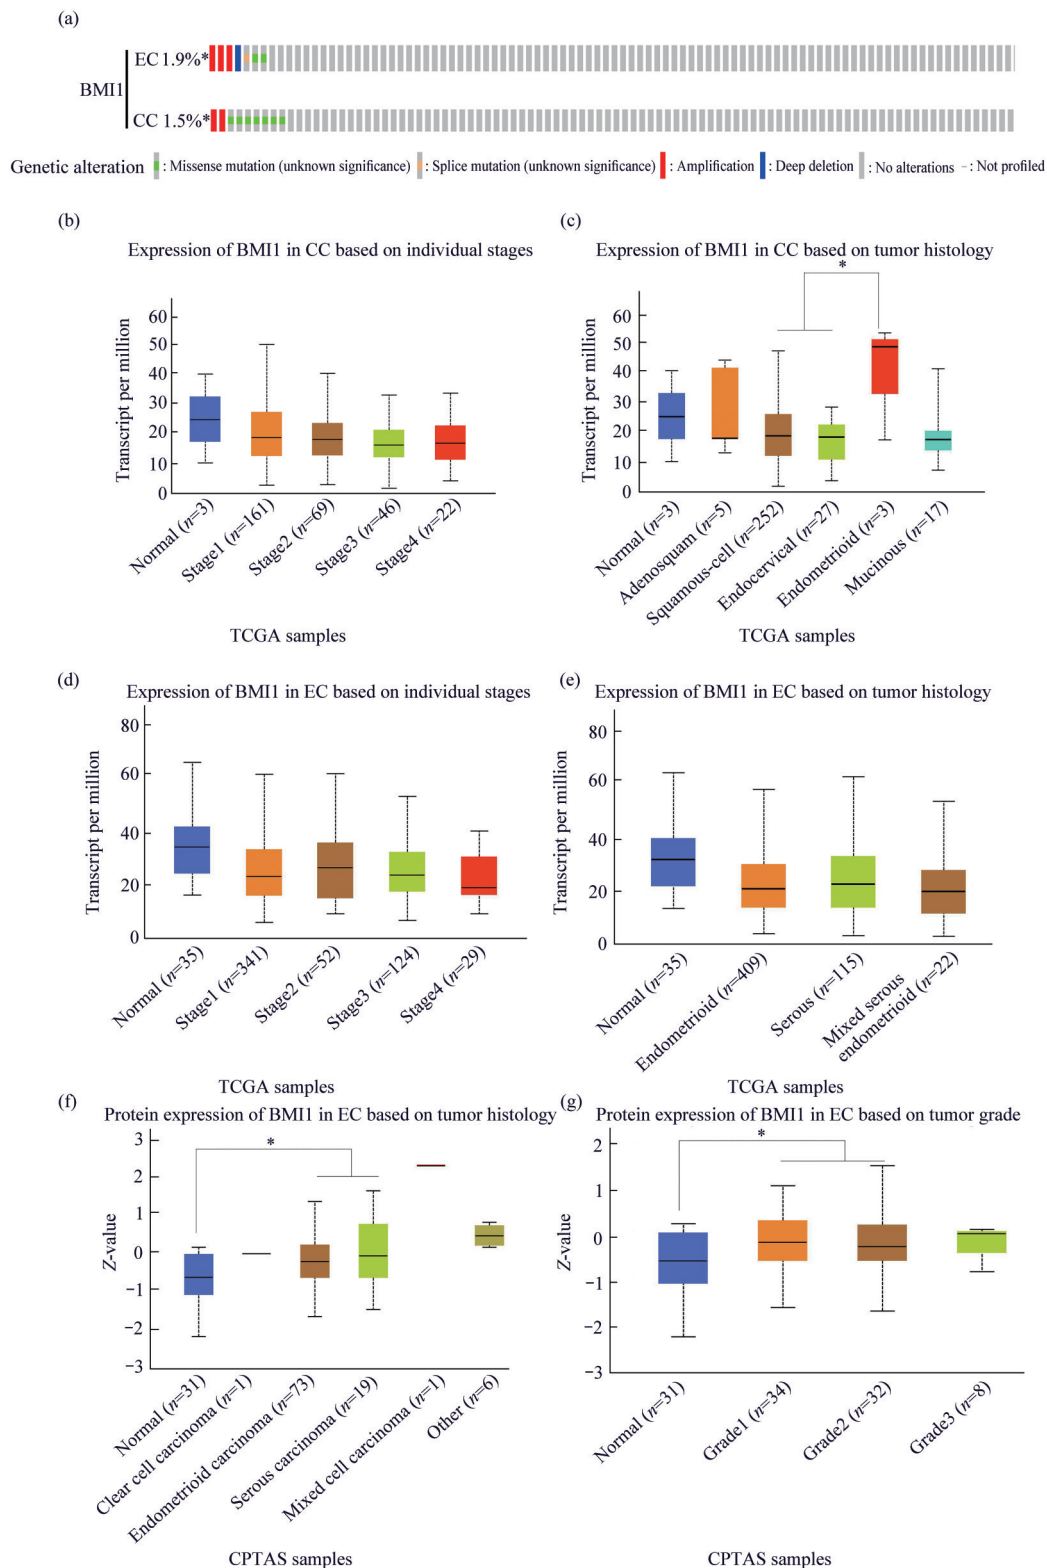 (a)
EC 1.9%*
BMI1
CC 1.5%*
Genetic alteration : Missense mutation (unknown significance) : Splice mutation (unknown significance) : Amplification : Deep deletion : No alterations – : Not profiled
(b)
Expression of BMI1 in CC based on individual stages
Transcript per million
60
50
40
30
20
10
0
Normal (n=3)
Stage1 (n=161)
Stage2 (n=69)
Stage3 (n=46)
Stage4 (n=22)
TCGA samples
(c)
Expression of BMI1 in CC based on tumor histology
*
Transcript per million
60
50
40
30
20
10
0
Normal (n=3)
Adenosquam (n=5)
Squamous-cell (n=252)
Endocervical (n=27)
Endometrioid (n=3)
Mucinous (n=17)
TCGA samples
(d)
Expression of BMI1 in EC based on individual stages
Transcript per million
80
60
40
20
0
Normal (n=35)
Stage1 (n=341)
Stage2 (n=52)
Stage3 (n=124)
Stage4 (n=29)
TCGA samples
(e)
Expression of BMI1 in EC based on tumor histology
Transcript per million
80
60
40
20
0
Normal (n=35)
Endometrioid (n=409)
Serous (n=115)
Mixed serous
endometrioid (n=22)
TCGA samples
(f)
Protein expression of BMI1 in EC based on tumor histology
*
Z-value
3
2
1
0
−1
−2
−3
Normal (n=31)
Clear cell carcinoma (n=1)
Endometrioid carcinoma (n=73)
Serous carcinoma (n=19)
Mixed cell carcinoma (n=1)
Other (n=6)
CPTAS samples
(g)
Protein expression of BMI1 in EC based on tumor grade
*
Z-value
2
1
0
−1
−2
−3
Normal (n=31)
Grade1 (n=34)
Grade2 (n=32)
Grade3 (n=8)
CPTAS samples